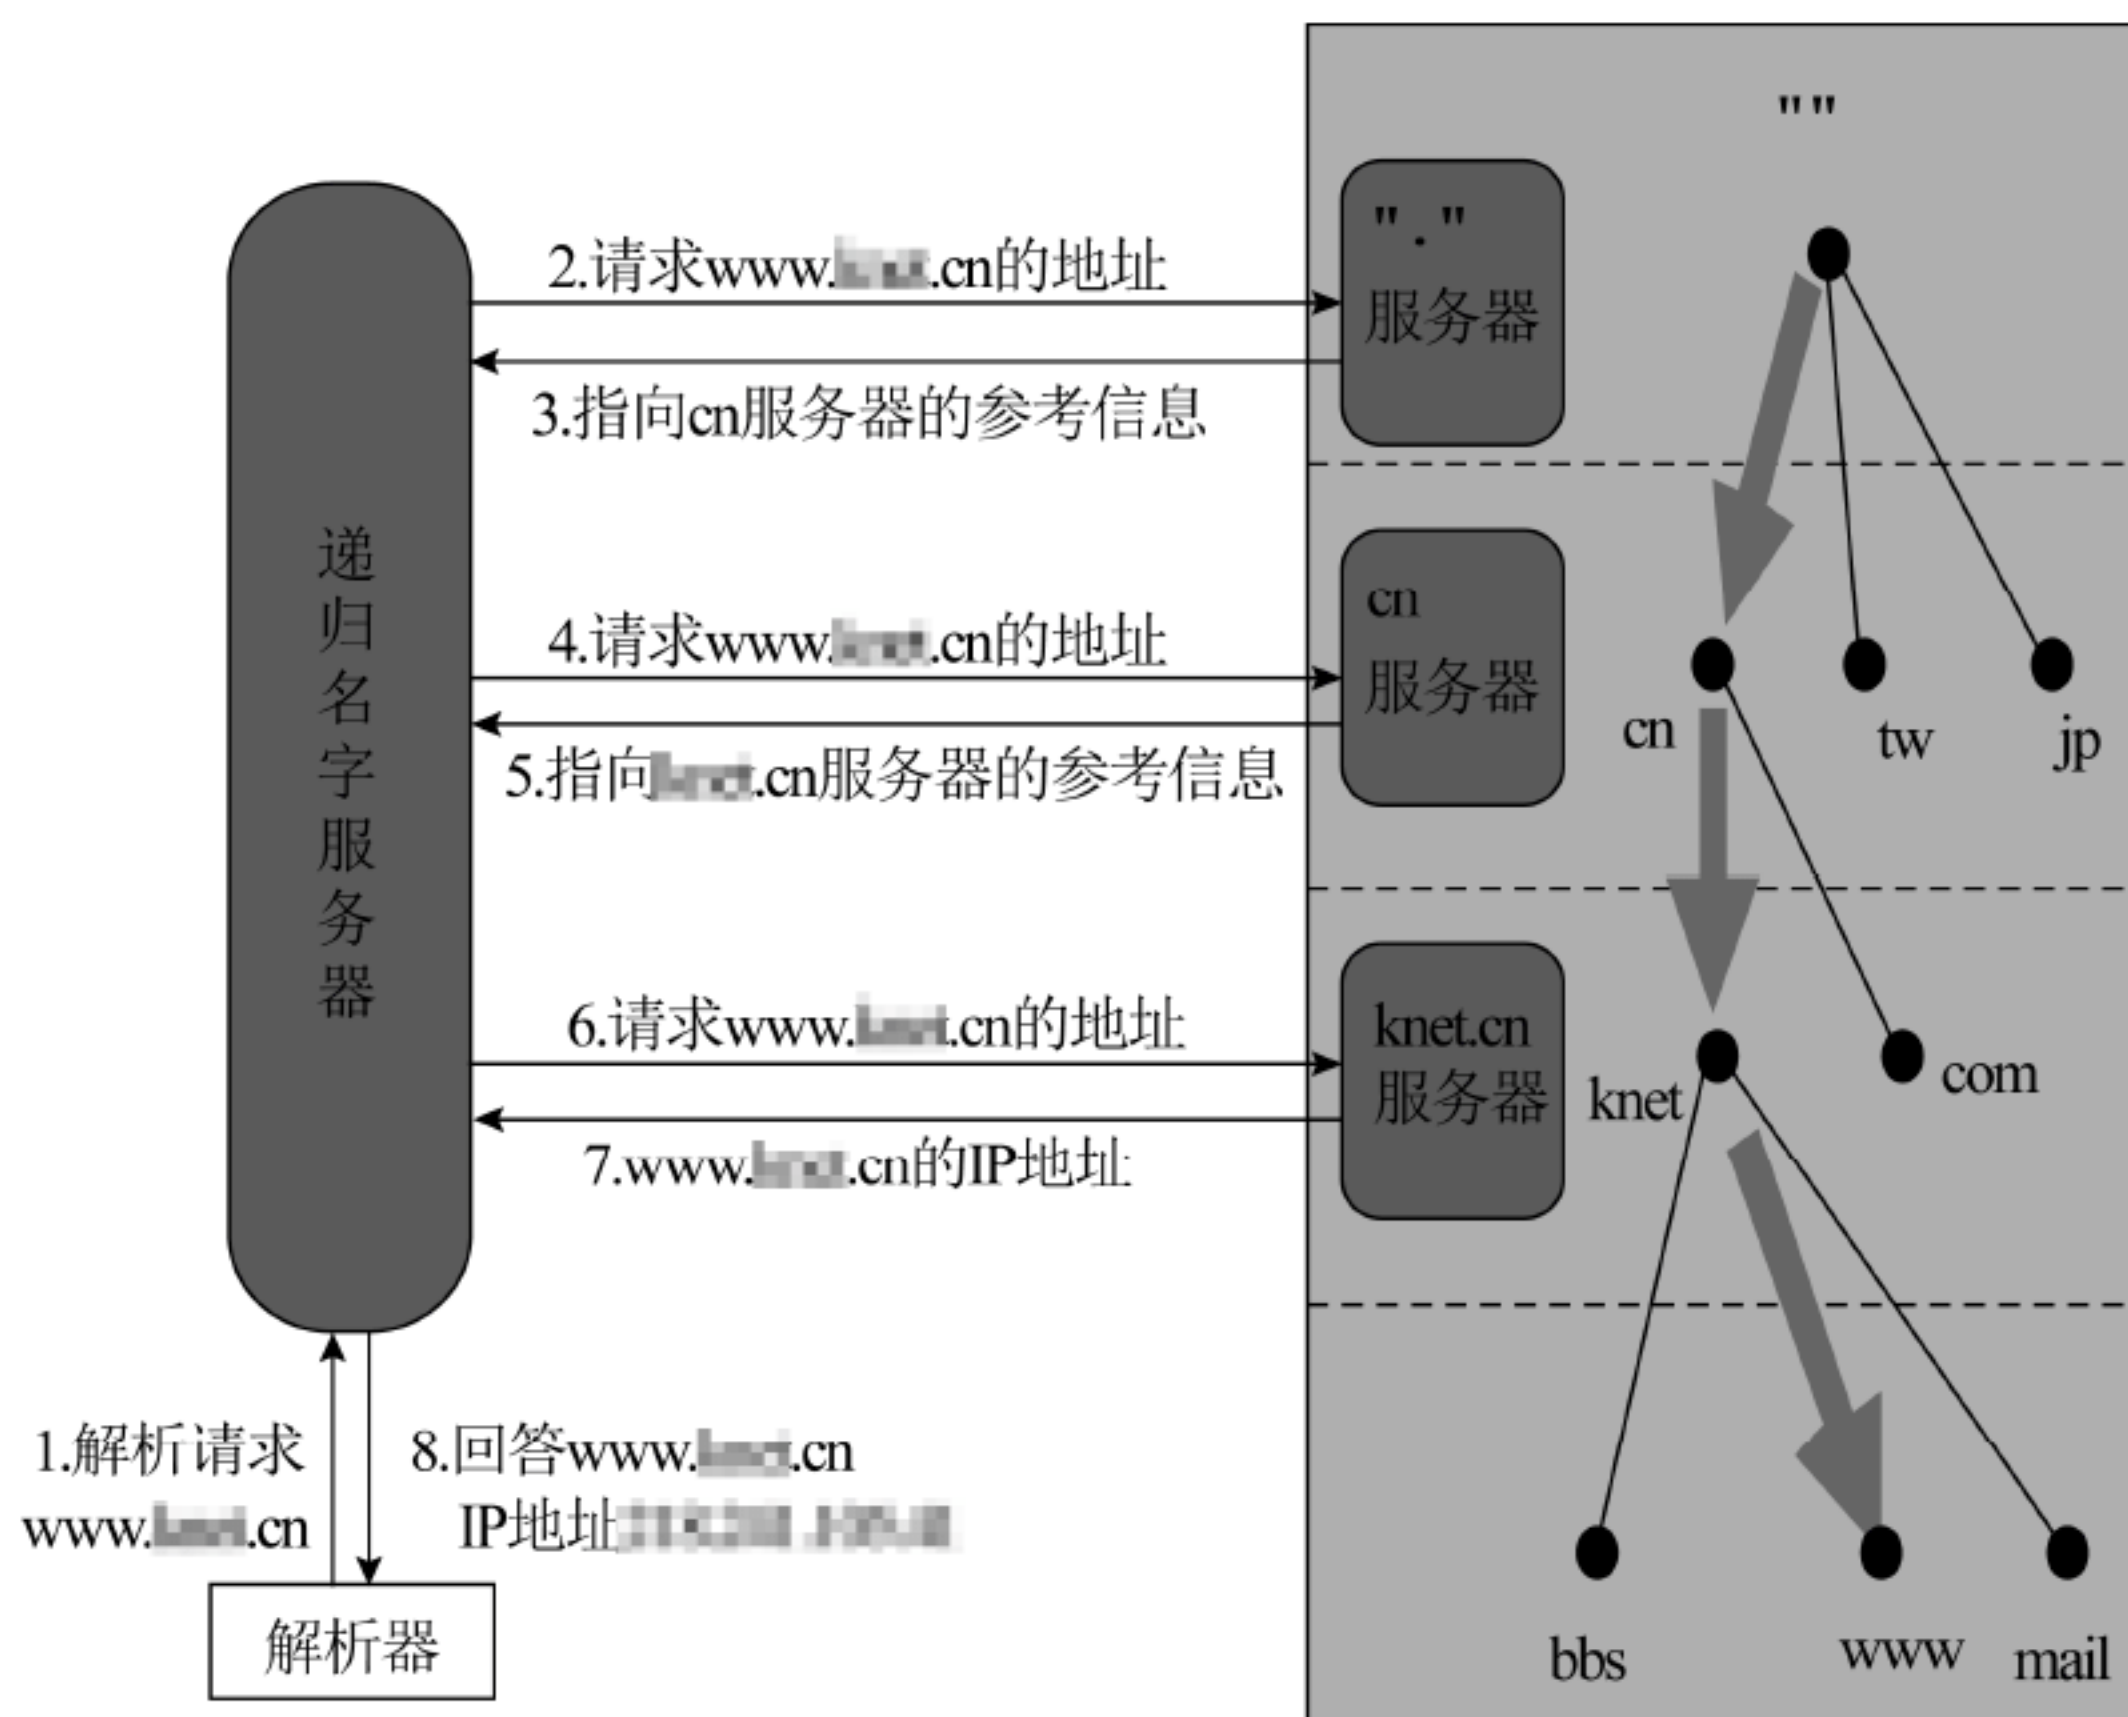 ""
"."
服务器
2.请求www. .cn的地址
3.指向cn服务器的参考信息
递归名字服务器
cn
服务器
4.请求www. .cn的地址
5.指向 .cn服务器的参考信息
cn
tw
jp
knet.cn
服务器
6.请求www. .cn的地址
7.www. .cn的IP地址
knet
com
1.解析请求
www. .cn
8.回答www. .cn
IP地址
解析器
bbs
www
mail